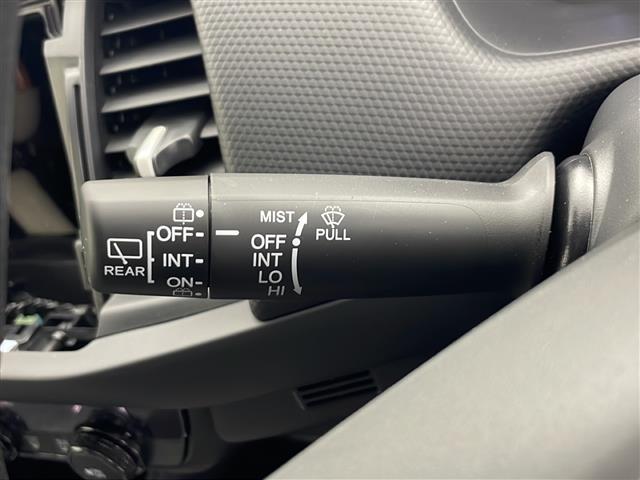 REAR
OFF
INT
ON
MIST
OFF
INT
LO
HI
PULL